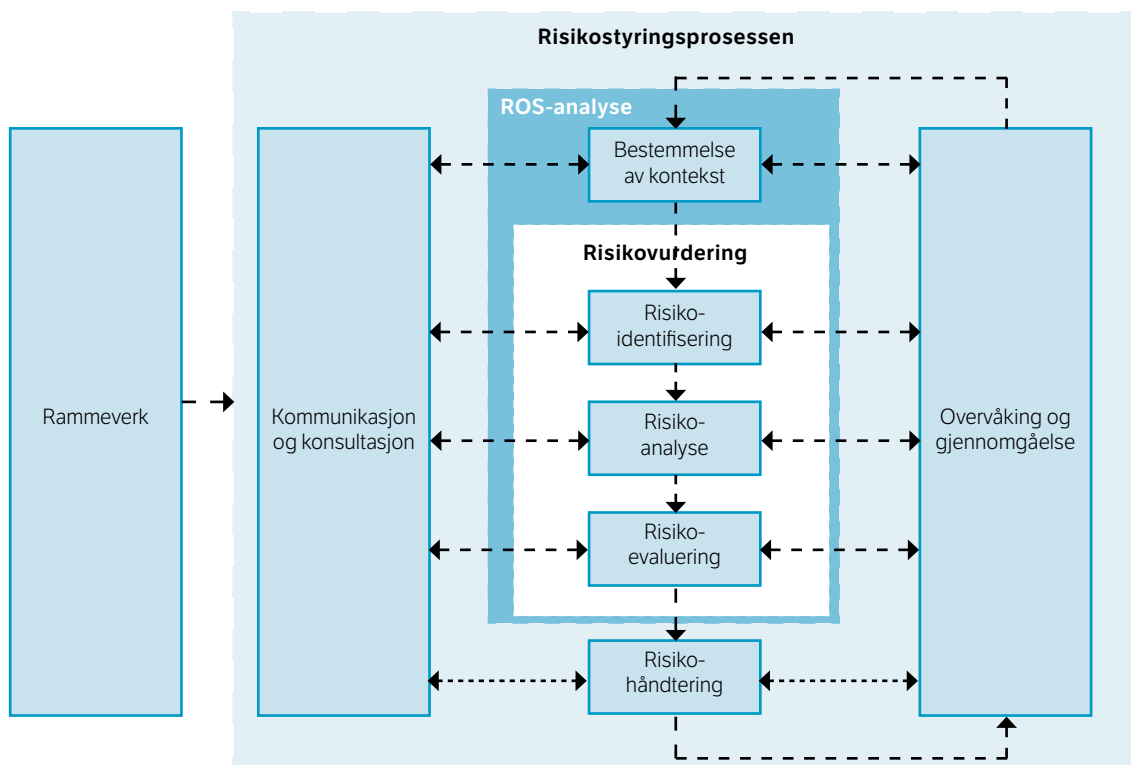 Risikostyringsprosessen
ROS-analyse
Bestemmelse
av kontekst
Risikovurdering
Risiko-
identifisering
Rammeverk
Kommunikasjon
og konsultasjon
Risiko-
analyse
Overvåking og
gjennomgåelse
Risiko-
evaluering
Risiko-
håndtering